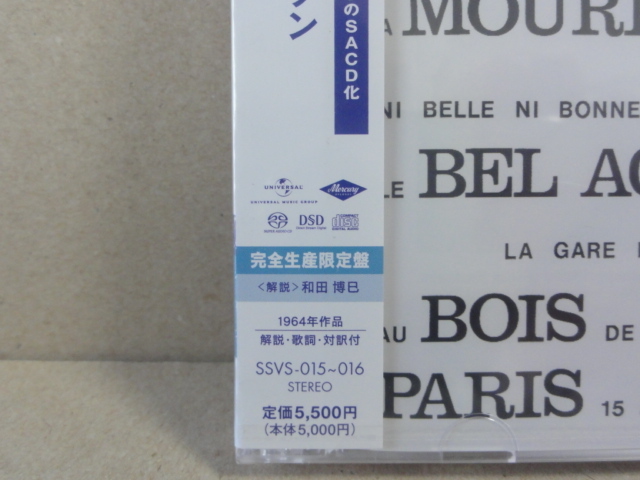 のSACD化
ン
UNIVERSAL
UNIVERSAL MUSIC GROUP
Mercury
DSD
完全生産限定盤
<解説>和田 博巳
1964年作品
解説・歌詞・対訳付
SSVS-015~016
STEREO
定価5,500円
(本体5,000円)
A MOURI
NI BELLE NI BONNE
LE BEL AG
LA GARE
AU BOIS DE
PARIS 15